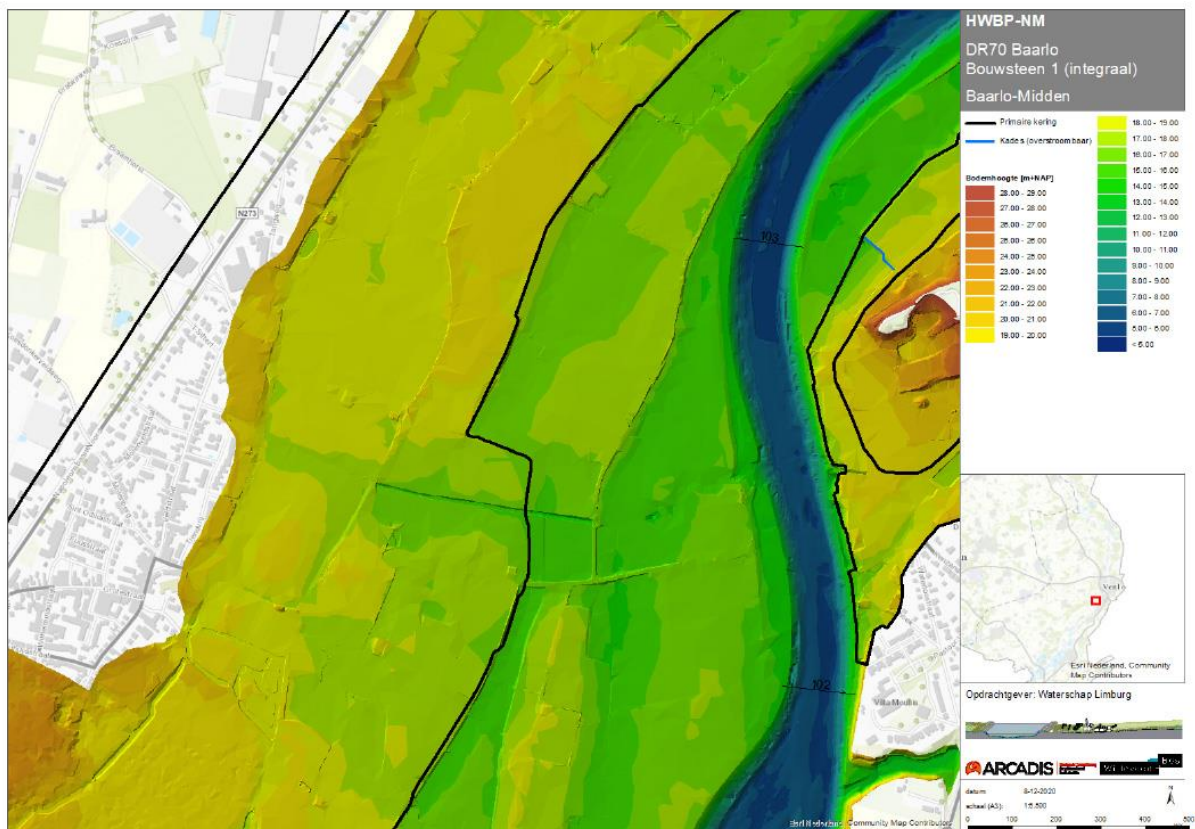 HWBP-NM
DR70 Baarlo
Bouwsteen 1 (integraal)
Baarlo-Midden
Primaire kering
Kades (overstroombaar)
Bodemhoogte [m+NAP]
28.00 - 29.00
27.00 - 28.00
26.00 - 27.00
25.00 - 26.00
24.00 - 25.00
23.00 - 24.00
22.00 - 23.00
21.00 - 22.00
20.00 - 21.00
19.00 - 20.00
18.00 - 19.00
17.00 - 18.00
16.00 - 17.00
15.00 - 16.00
14.00 - 15.00
13.00 - 14.00
12.00 - 13.00
11.00 - 12.00
10.00 - 11.00
9.00 - 10.00
8.00 - 9.00
7.00 - 8.00
6.00 - 7.00
5.00 - 6.00
< 5.00
N273
103
102
Villa Moulin
Esri Nederland, Community Map Contributors
Venlo
Esri Nederland, Community
Map Contributors
Opdrachtgever: Waterschap Limburg
ARCADIS
Bos
datum
8-12-2020
schaal (A3):
N
0 100 200 300 400 500